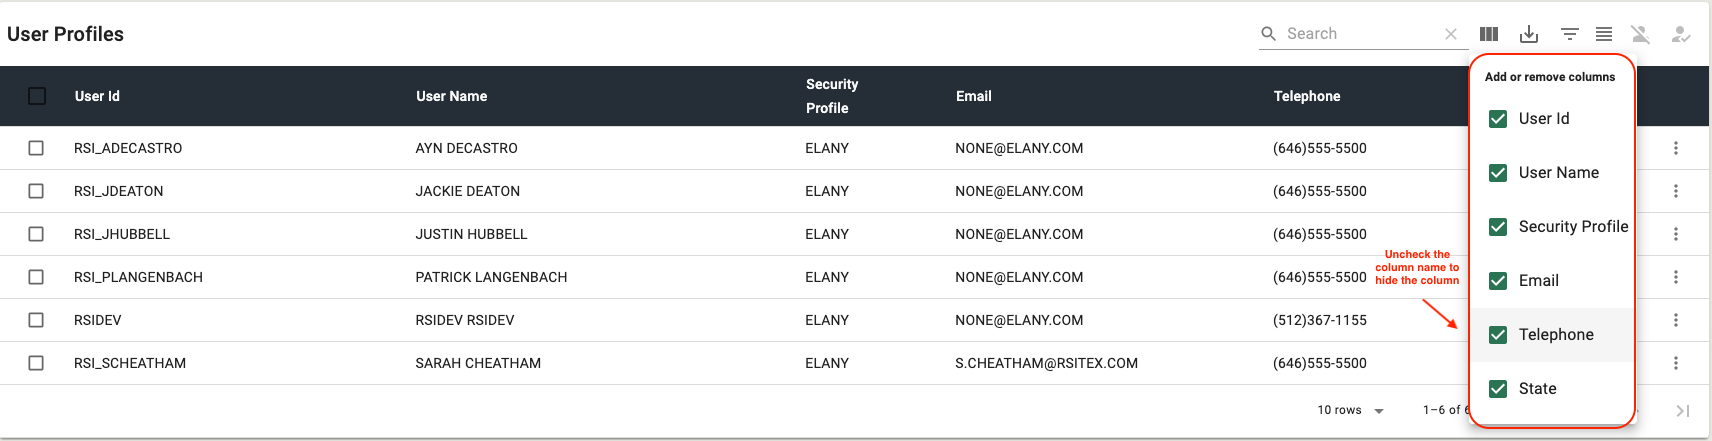 User Profiles
Search
Add or remove columns
User Id User Name Security Profile Email Telephone
RSI_ADECASTRO AYN DECASTRO ELANY NONE@ELANY.COM (646)555-5500
RSI_JDEATON JACKIE DEATON ELANY NONE@ELANY.COM (646)555-5500
RSI_JHUBBELL JUSTIN HUBBELL ELANY NONE@ELANY.COM (646)555-5500
RSI_PLANGENBACH PATRICK LANGENBACH ELANY NONE@ELANY.COM (646)555-5500
RSIDEV RSIDEV RSIDEV ELANY NONE@ELANY.COM (512)367-1155
RSI_SCHEATHAM SARAH CHEATHAM ELANY S.CHEATHAM@RSITEX.COM (646)555-5500
User Id
User Name
Security Profile
Email
Telephone
State
Uncheck the
column name to
hide the column
10 rows 1–6 of 6